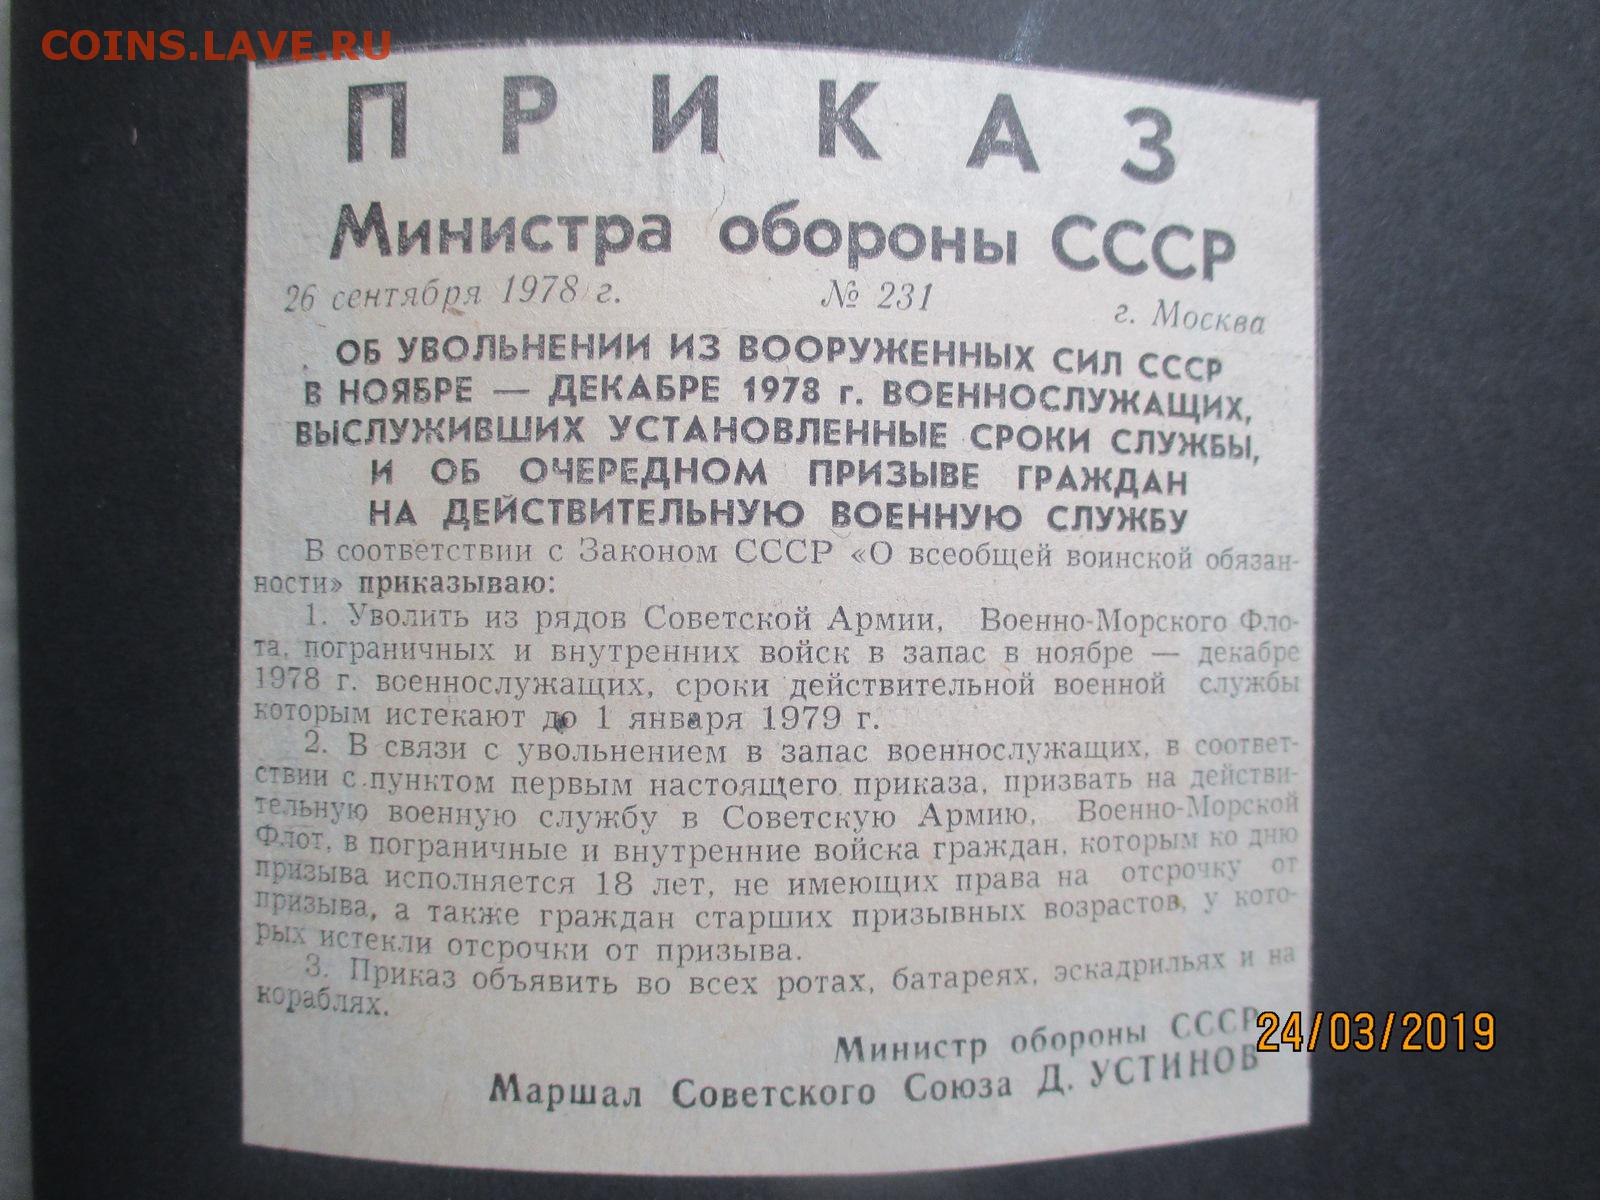 COINS.LAVE.RU
ПРИКАЗ
Министра обороны СССР
26 сентября 1978 г. № 231 г. Москва
ОБ УВОЛЬНЕНИИ ИЗ ВООРУЖЕННЫХ СИЛ СССР
В НОЯБРЕ — ДЕКАБРЕ 1978 г. ВОЕННОСЛУЖАЩИХ,
ВЫСЛУЖИВШИХ УСТАНОВЛЕННЫЕ СРОКИ СЛУЖБЫ,
И ОБ ОЧЕРЕДНОМ ПРИЗЫВЕ ГРАЖДАН
НА ДЕЙСТВИТЕЛЬНУЮ ВОЕННУЮ СЛУЖБУ
В соответствии с Законом СССР «О всеобщей воинской обязан-
ности» приказываю:
1. Уволить из рядов Советской Армии, Военно-Морского Фло-
та, пограничных и внутренних войск в запас в ноябре — декабре
1978 г. военнослужащих, сроки действительной военной службы
которым истекают до 1 января 1979 г.
2. В связи с увольнением в запас военнослужащих, в соответ-
ствии с пунктом первым настоящего приказа, призвать на действи-
тельную военную службу в Советскую Армию, Военно-Морской
Флот, в пограничные и внутренние войска граждан, которым ко дню
призыва исполняется 18 лет, не имеющих права на отсрочку от
призыва, а также граждан старших призывных возрастов, у кото-
рых истекли отсрочки от призыва.
3. Приказ объявить во всех ротах, батареях, эскадрильях и на
кораблях.
Министр обороны СССР
Маршал Советского Союза Д. УСТИНОВ
24/03/2019